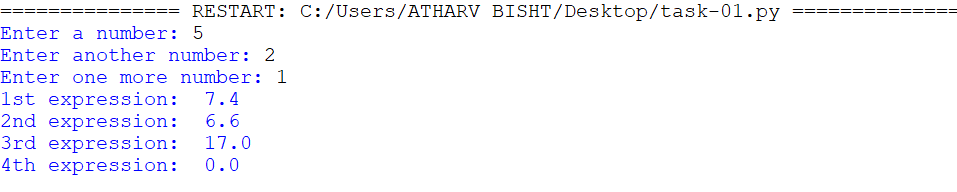 =============== RESTART: C:/Users/ATHARV BISHT/Desktop/task-01.py ==============
Enter a number: 5
Enter another number: 2
Enter one more number: 1
1st expression:  7.4
2nd expression:  6.6
3rd expression:  17.0
4th expression:  0.0